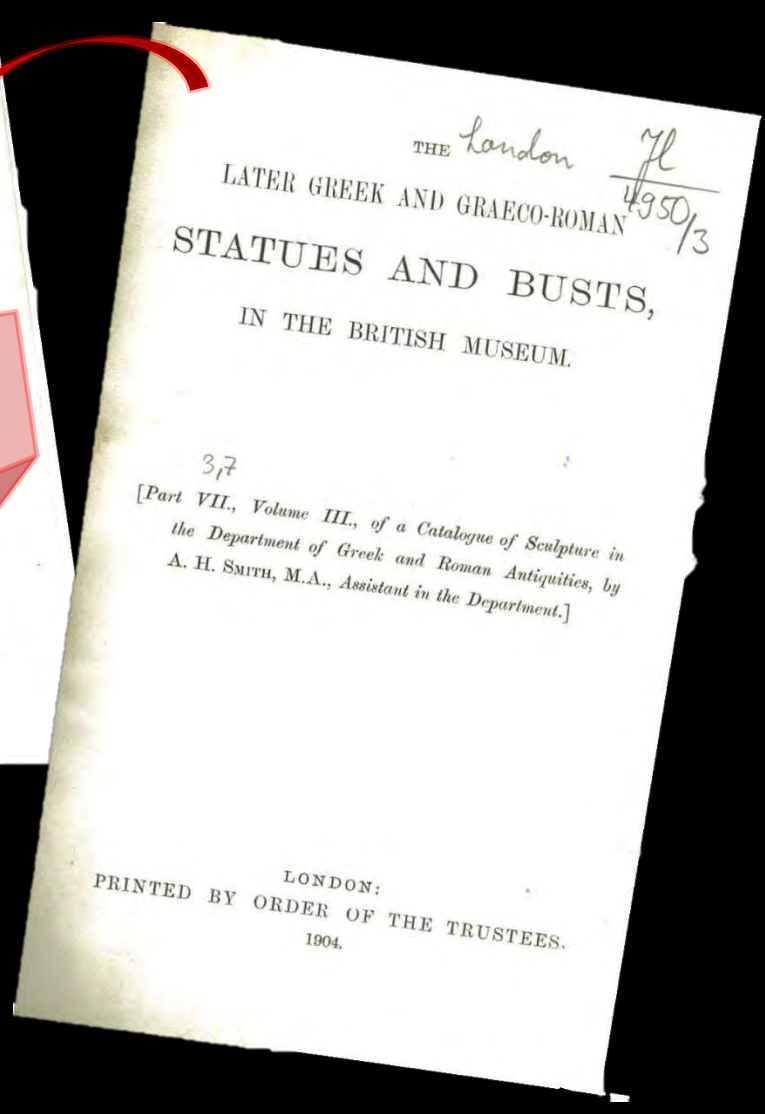 THE London
Jl
4950/3
LATER GREEK AND GRAECO-ROMAN
STATUES AND BUSTS,
IN THE BRITISH MUSEUM.
3,7
[Part VII., Volume III., of a Catalogue of Sculpture in
the Department of Greek and Roman Antiquities, by
A. H. SMITH, M.A., Assistant in the Department.]
LONDON:
PRINTED BY ORDER OF THE TRUSTEES.
1904.